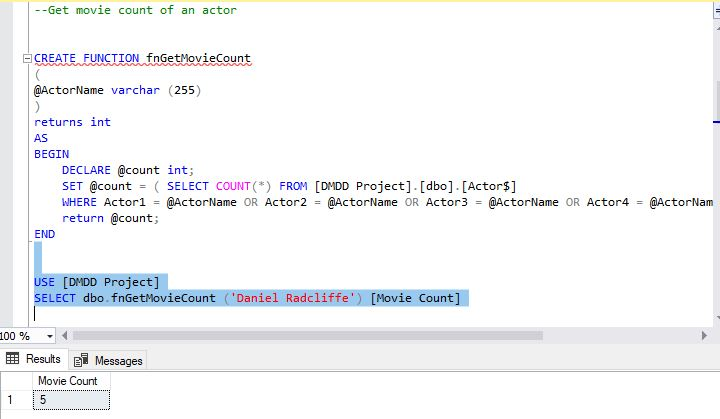 --Get movie count of an actor
CREATE FUNCTION fnGetMovieCount
(
@ActorName varchar (255)
)
returns int
AS
BEGIN
DECLARE @count int;
SET @count = ( SELECT COUNT(*) FROM [DMDD Project].[dbo].[Actor$]
WHERE Actor1 = @ActorName OR Actor2 = @ActorName OR Actor3 = @ActorName OR Actor4 = @ActorNam
return @count;
END
USE [DMDD Project]
SELECT dbo.fnGetMovieCount ('Daniel Radcliffe') [Movie Count]
100 %
Results Messages
Movie Count
1 5